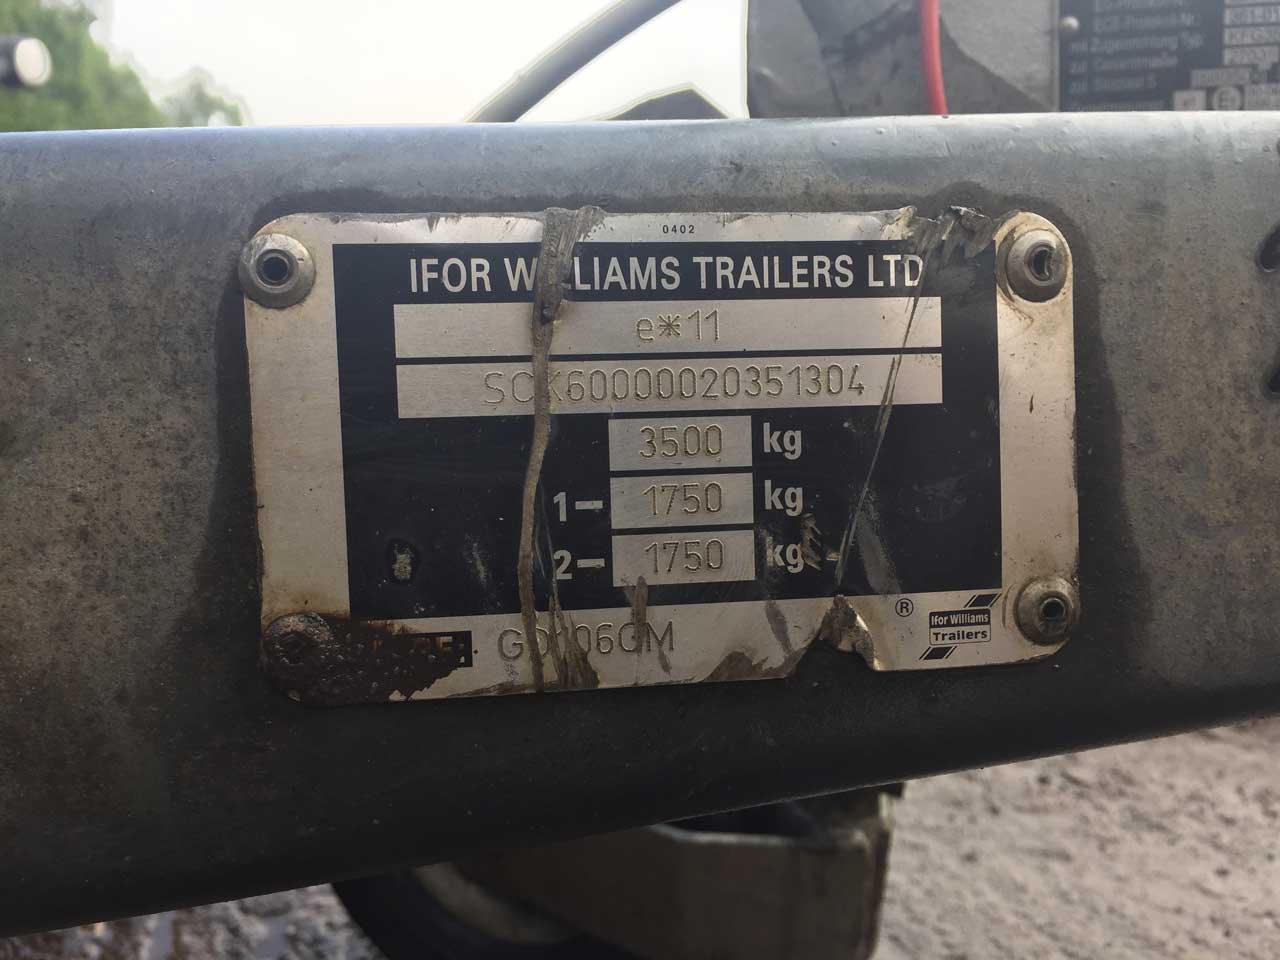 0402
IFOR WILLIAMS TRAILERS LTD
e*11
SCK60000020351304
3500 kg
1– 1750 kg
2– 1750 kg
®
Ifor Williams
Trailers